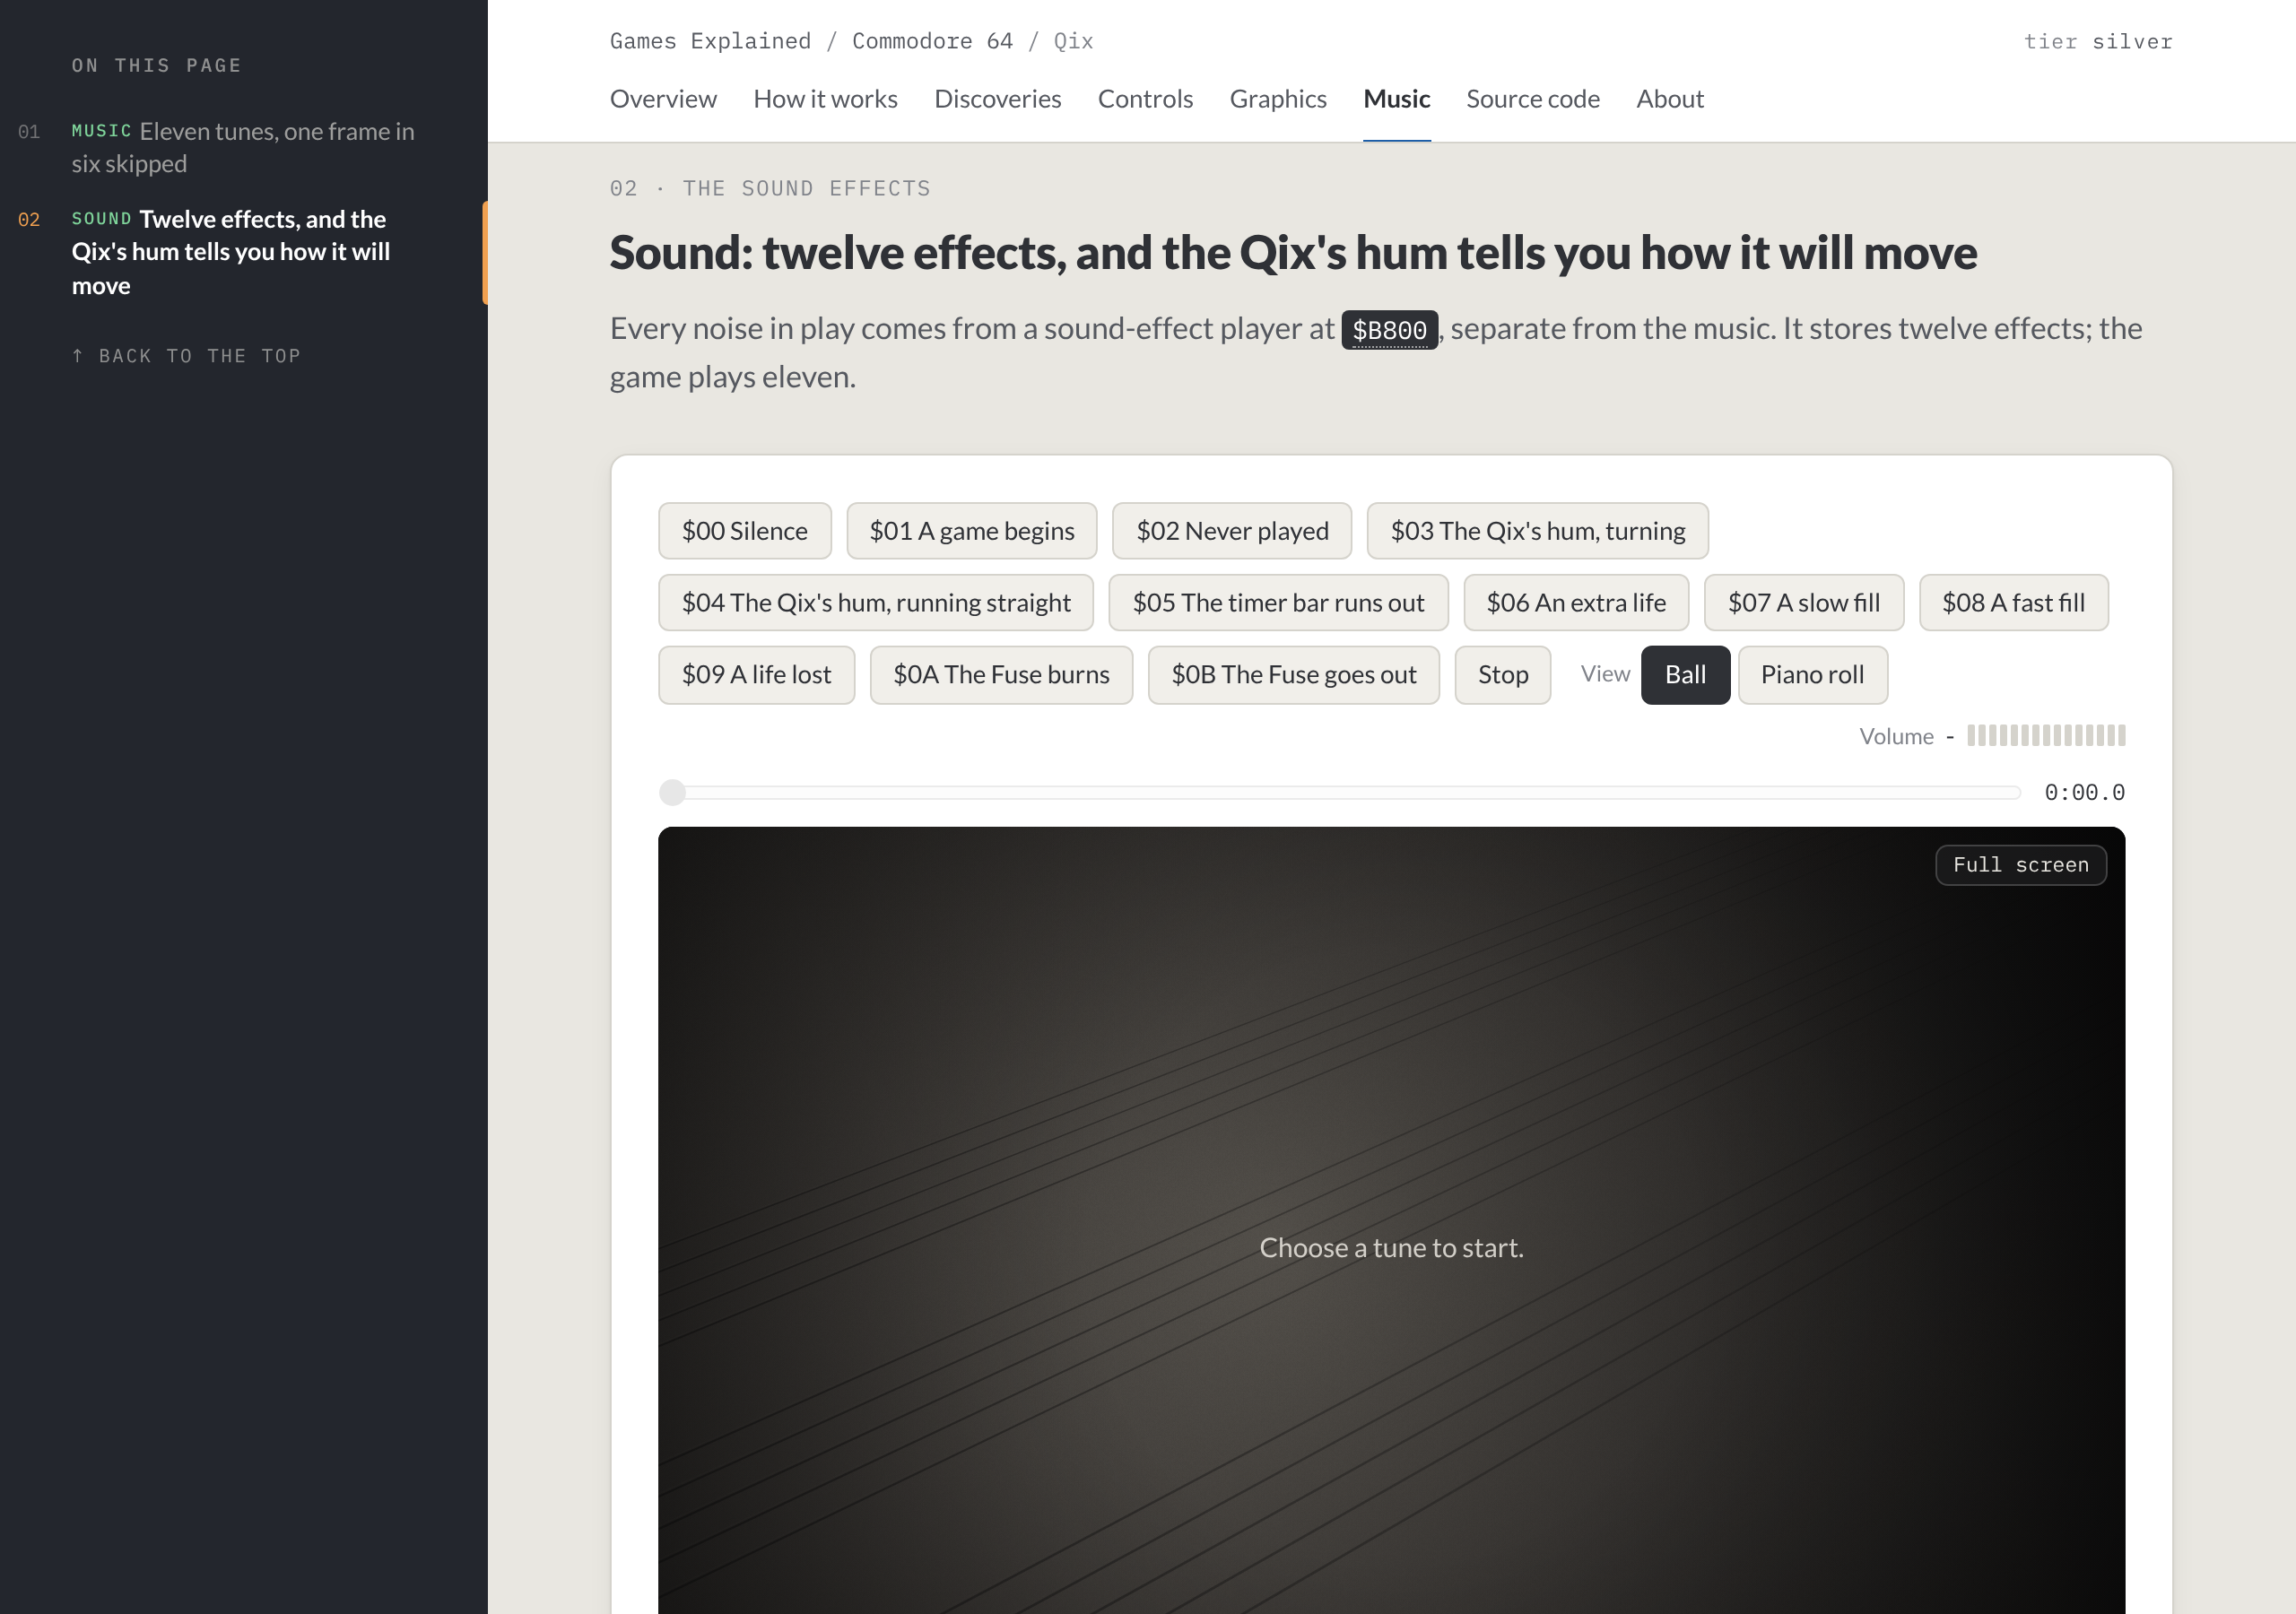 ON THIS PAGE
01 MUSIC Eleven tunes, one frame in
six skipped
02 SOUND Twelve effects, and the
Qix's hum tells you how it will
move
↑ BACK TO THE TOP
Games Explained / Commodore 64 / Qix
tier silver
Overview How it works Discoveries Controls Graphics Music Source code About
02 · THE SOUND EFFECTS
Sound: twelve effects, and the Qix's hum tells you how it will move
Every noise in play comes from a sound-effect player at $B800, separate from the music. It stores twelve effects; the
game plays eleven.
$00 Silence $01 A game begins $02 Never played $03 The Qix's hum, turning
$04 The Qix's hum, running straight $05 The timer bar runs out $06 An extra life $07 A slow fill $08 A fast fill
$09 A life lost $0A The Fuse burns $0B The Fuse goes out Stop View Ball Piano roll
Volume -
0:00.0
Full screen
Choose a tune to start.